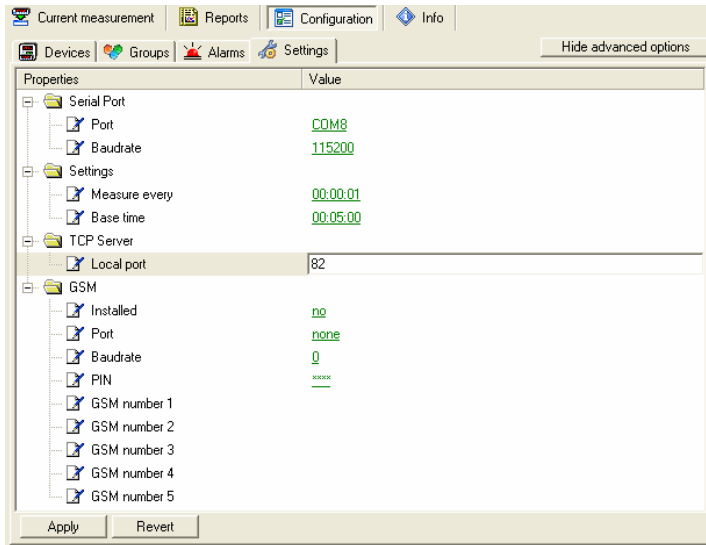 Current measurement Reports Configuration Info
Devices Groups Alarms Settings Hide advanced options
Properties Value
Serial Port
Port COM8
Baudrate 115200
Settings
Measure every 00:00:01
Base time 00:05:00
TCP Server
Local port 82
GSM
Installed no
Port none
Baudrate 0
PIN ****
GSM number 1
GSM number 2
GSM number 3
GSM number 4
GSM number 5
Apply Revert